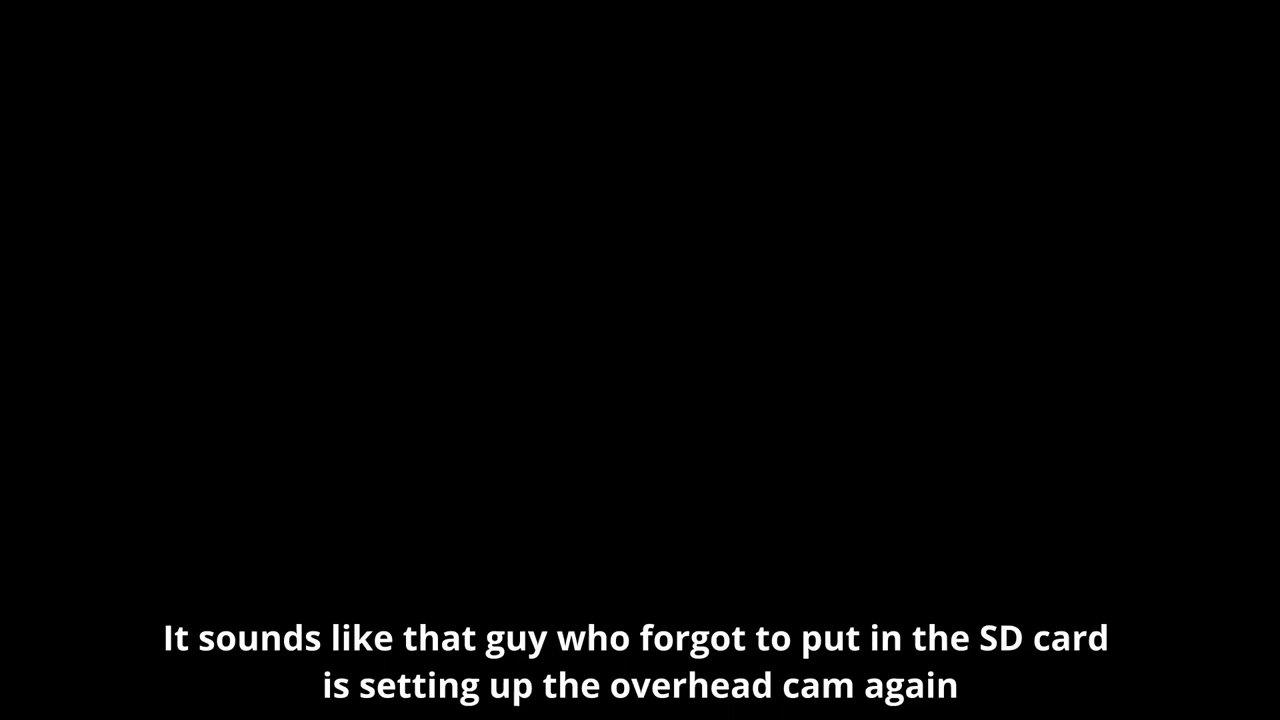 It sounds like that guy who forgot to put in the SD card
is setting up the overhead cam again